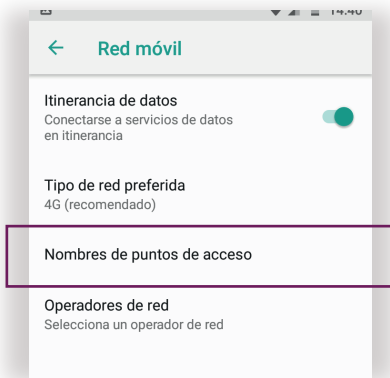 14:40
Red móvil
Itinerancia de datos
Conectarse a servicios de datos
en itinerancia
Tipo de red preferida
4G (recomendado)
Nombres de puntos de acceso
Operadores de red
Selecciona un operador de red